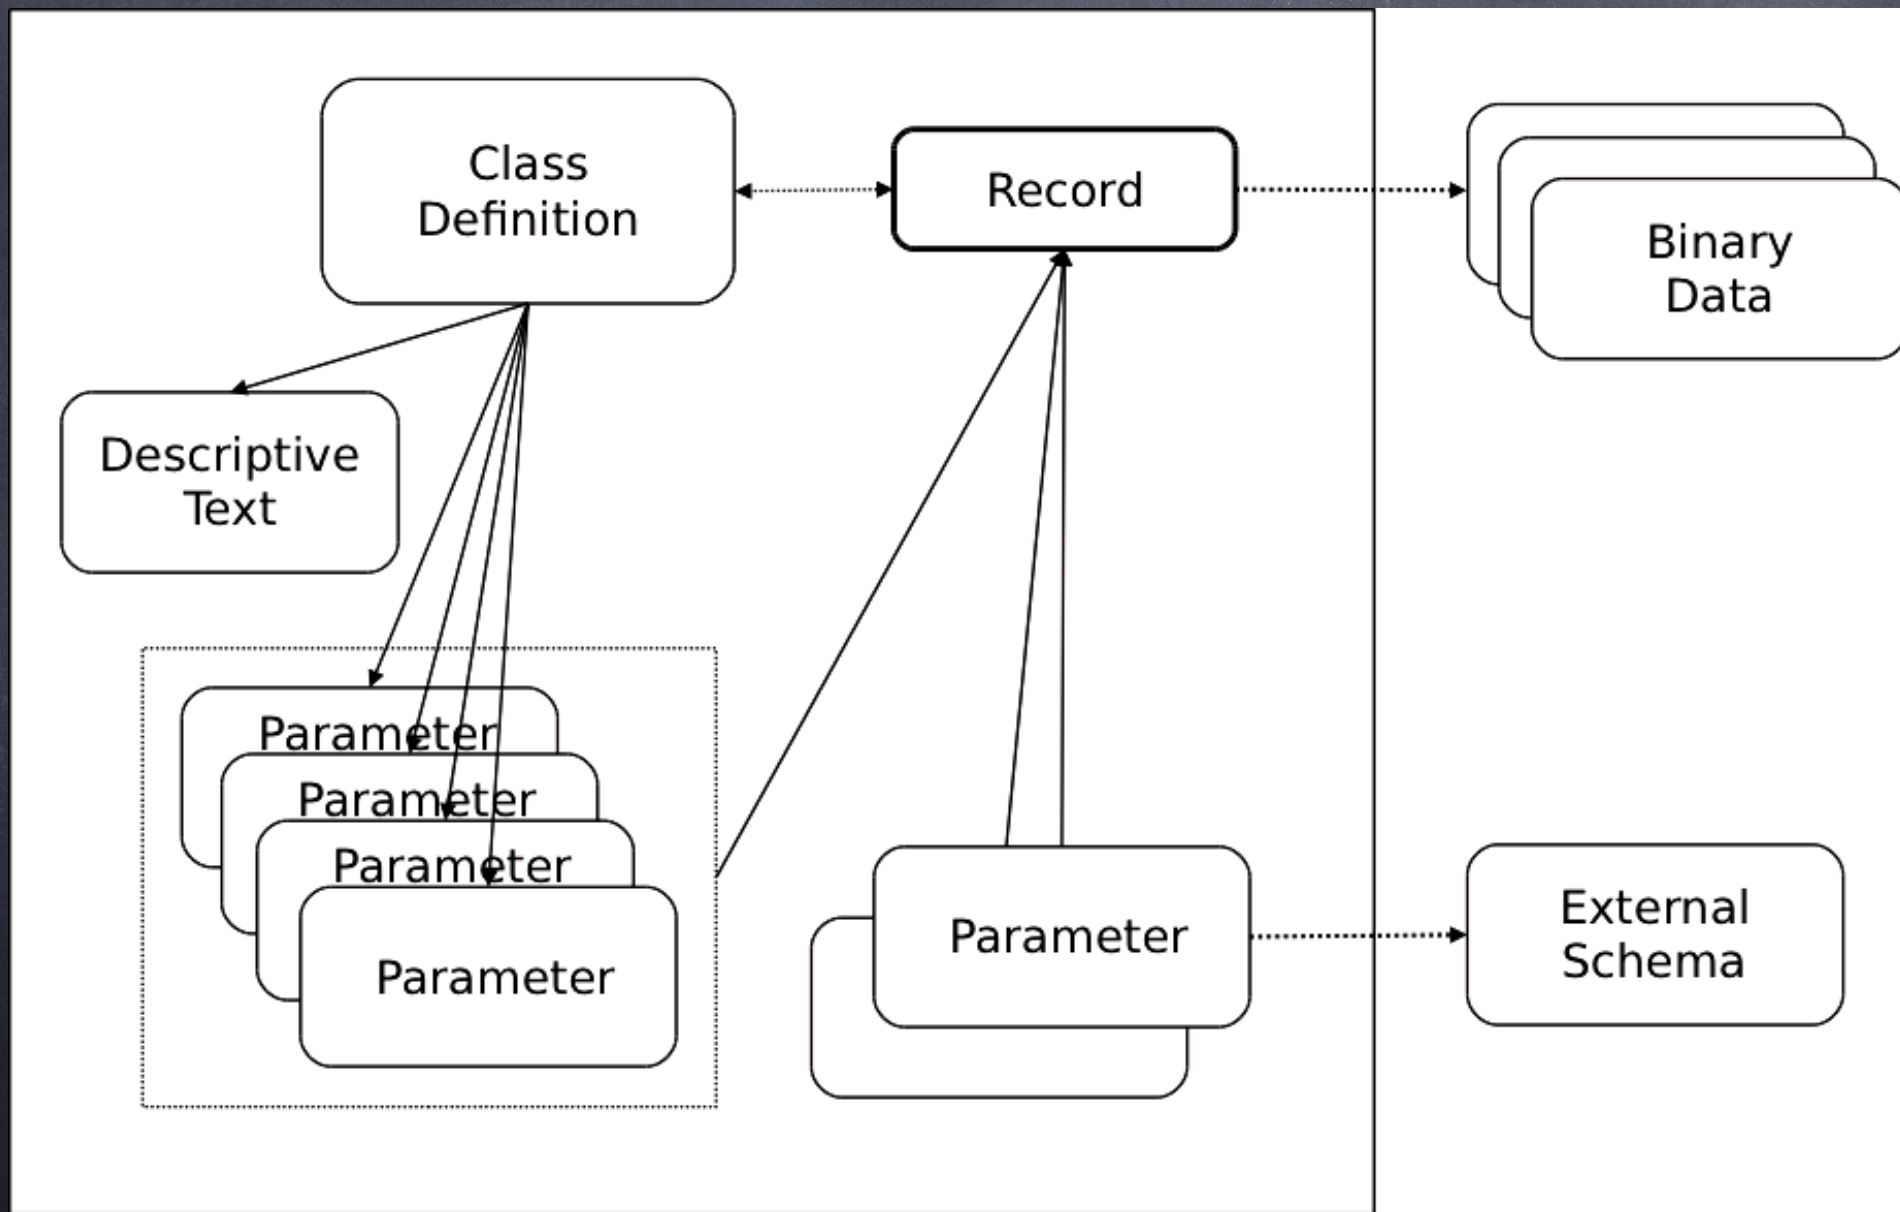 Class
Definition
Record
Binary
Data
Descriptive
Text
Parameter
Parameter
Parameter
Parameter
Parameter
External
Schema